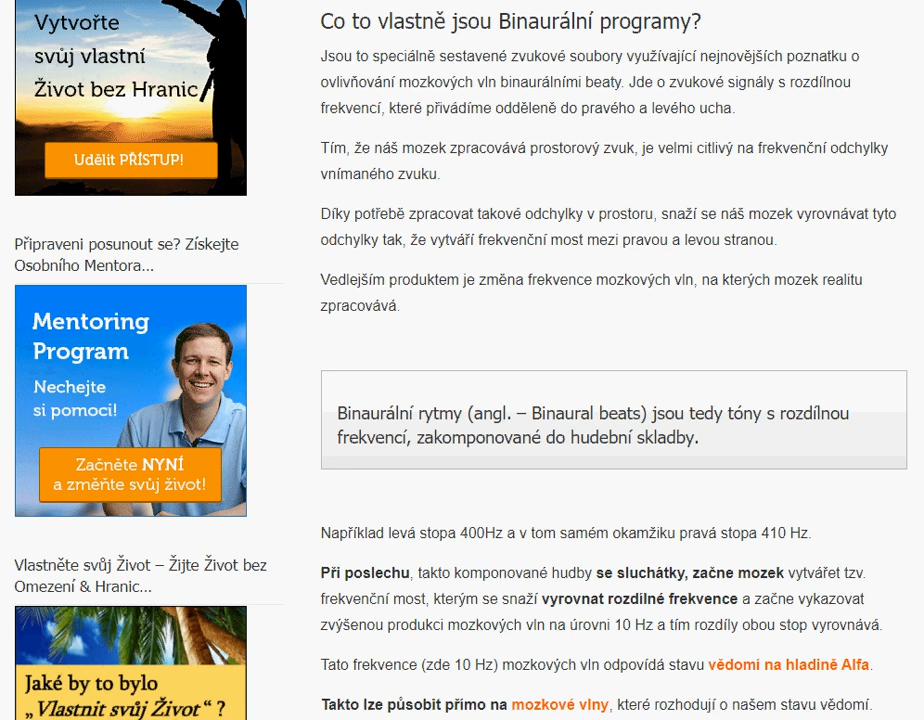 Vytvořte
svůj vlastní
Život bez Hranic
Udělit PŘÍSTUP!
Připraveni posunout se? Získejte
Osobního Mentora...
Mentoring
Program
Nechejte
si pomoci!
Začněte NYNÍ
a změňte svůj život!
Vlastněte svůj Život – Žijte Život bez
Omezení & Hranic...
Jaké by to bylo
„Vlastnit svůj Život“ ?
Co to vlastně jsou Binaurální programy?
Jsou to speciálně sestavené zvukové soubory využívající nejnovějších poznatku o
ovlivňování mozkových vln binaurálními beaty. Jde o zvukové signály s rozdílnou
frekvencí, které přivádíme odděleně do pravého a levého ucha.
Tím, že náš mozek zpracovává prostorový zvuk, je velmi citlivý na frekvenční odchylky
vnímaného zvuku.
Díky potřebě zpracovat takové odchylky v prostoru, snaží se náš mozek vyrovnávat tyto
odchylky tak, že vytváří frekvenční most mezi pravou a levou stranou.
Vedlejším produktem je změna frekvence mozkových vln, na kterých mozek realitu
zpracovává.
Binaurální rytmy (angl. – Binaural beats) jsou tedy tóny s rozdílnou
frekvencí, zakomponované do hudební skladby.
Například levá stopa 400Hz a v tom samém okamžiku pravá stopa 410 Hz.
Při poslechu, takto komponované hudby se sluchátky, začne mozek vytvářet tzv.
frekvenční most, kterým se snaží vyrovnat rozdílné frekvence a začne vykazovat
zvýšenou produkci mozkových vln na úrovni 10 Hz a tím rozdíly obou stop vyrovnává.
Tato frekvence (zde 10 Hz) mozkových vln odpovídá stavu vědomí na hladině Alfa.
Takto lze působit přímo na mozkové vlny, které rozhodují o našem stavu vědomí.